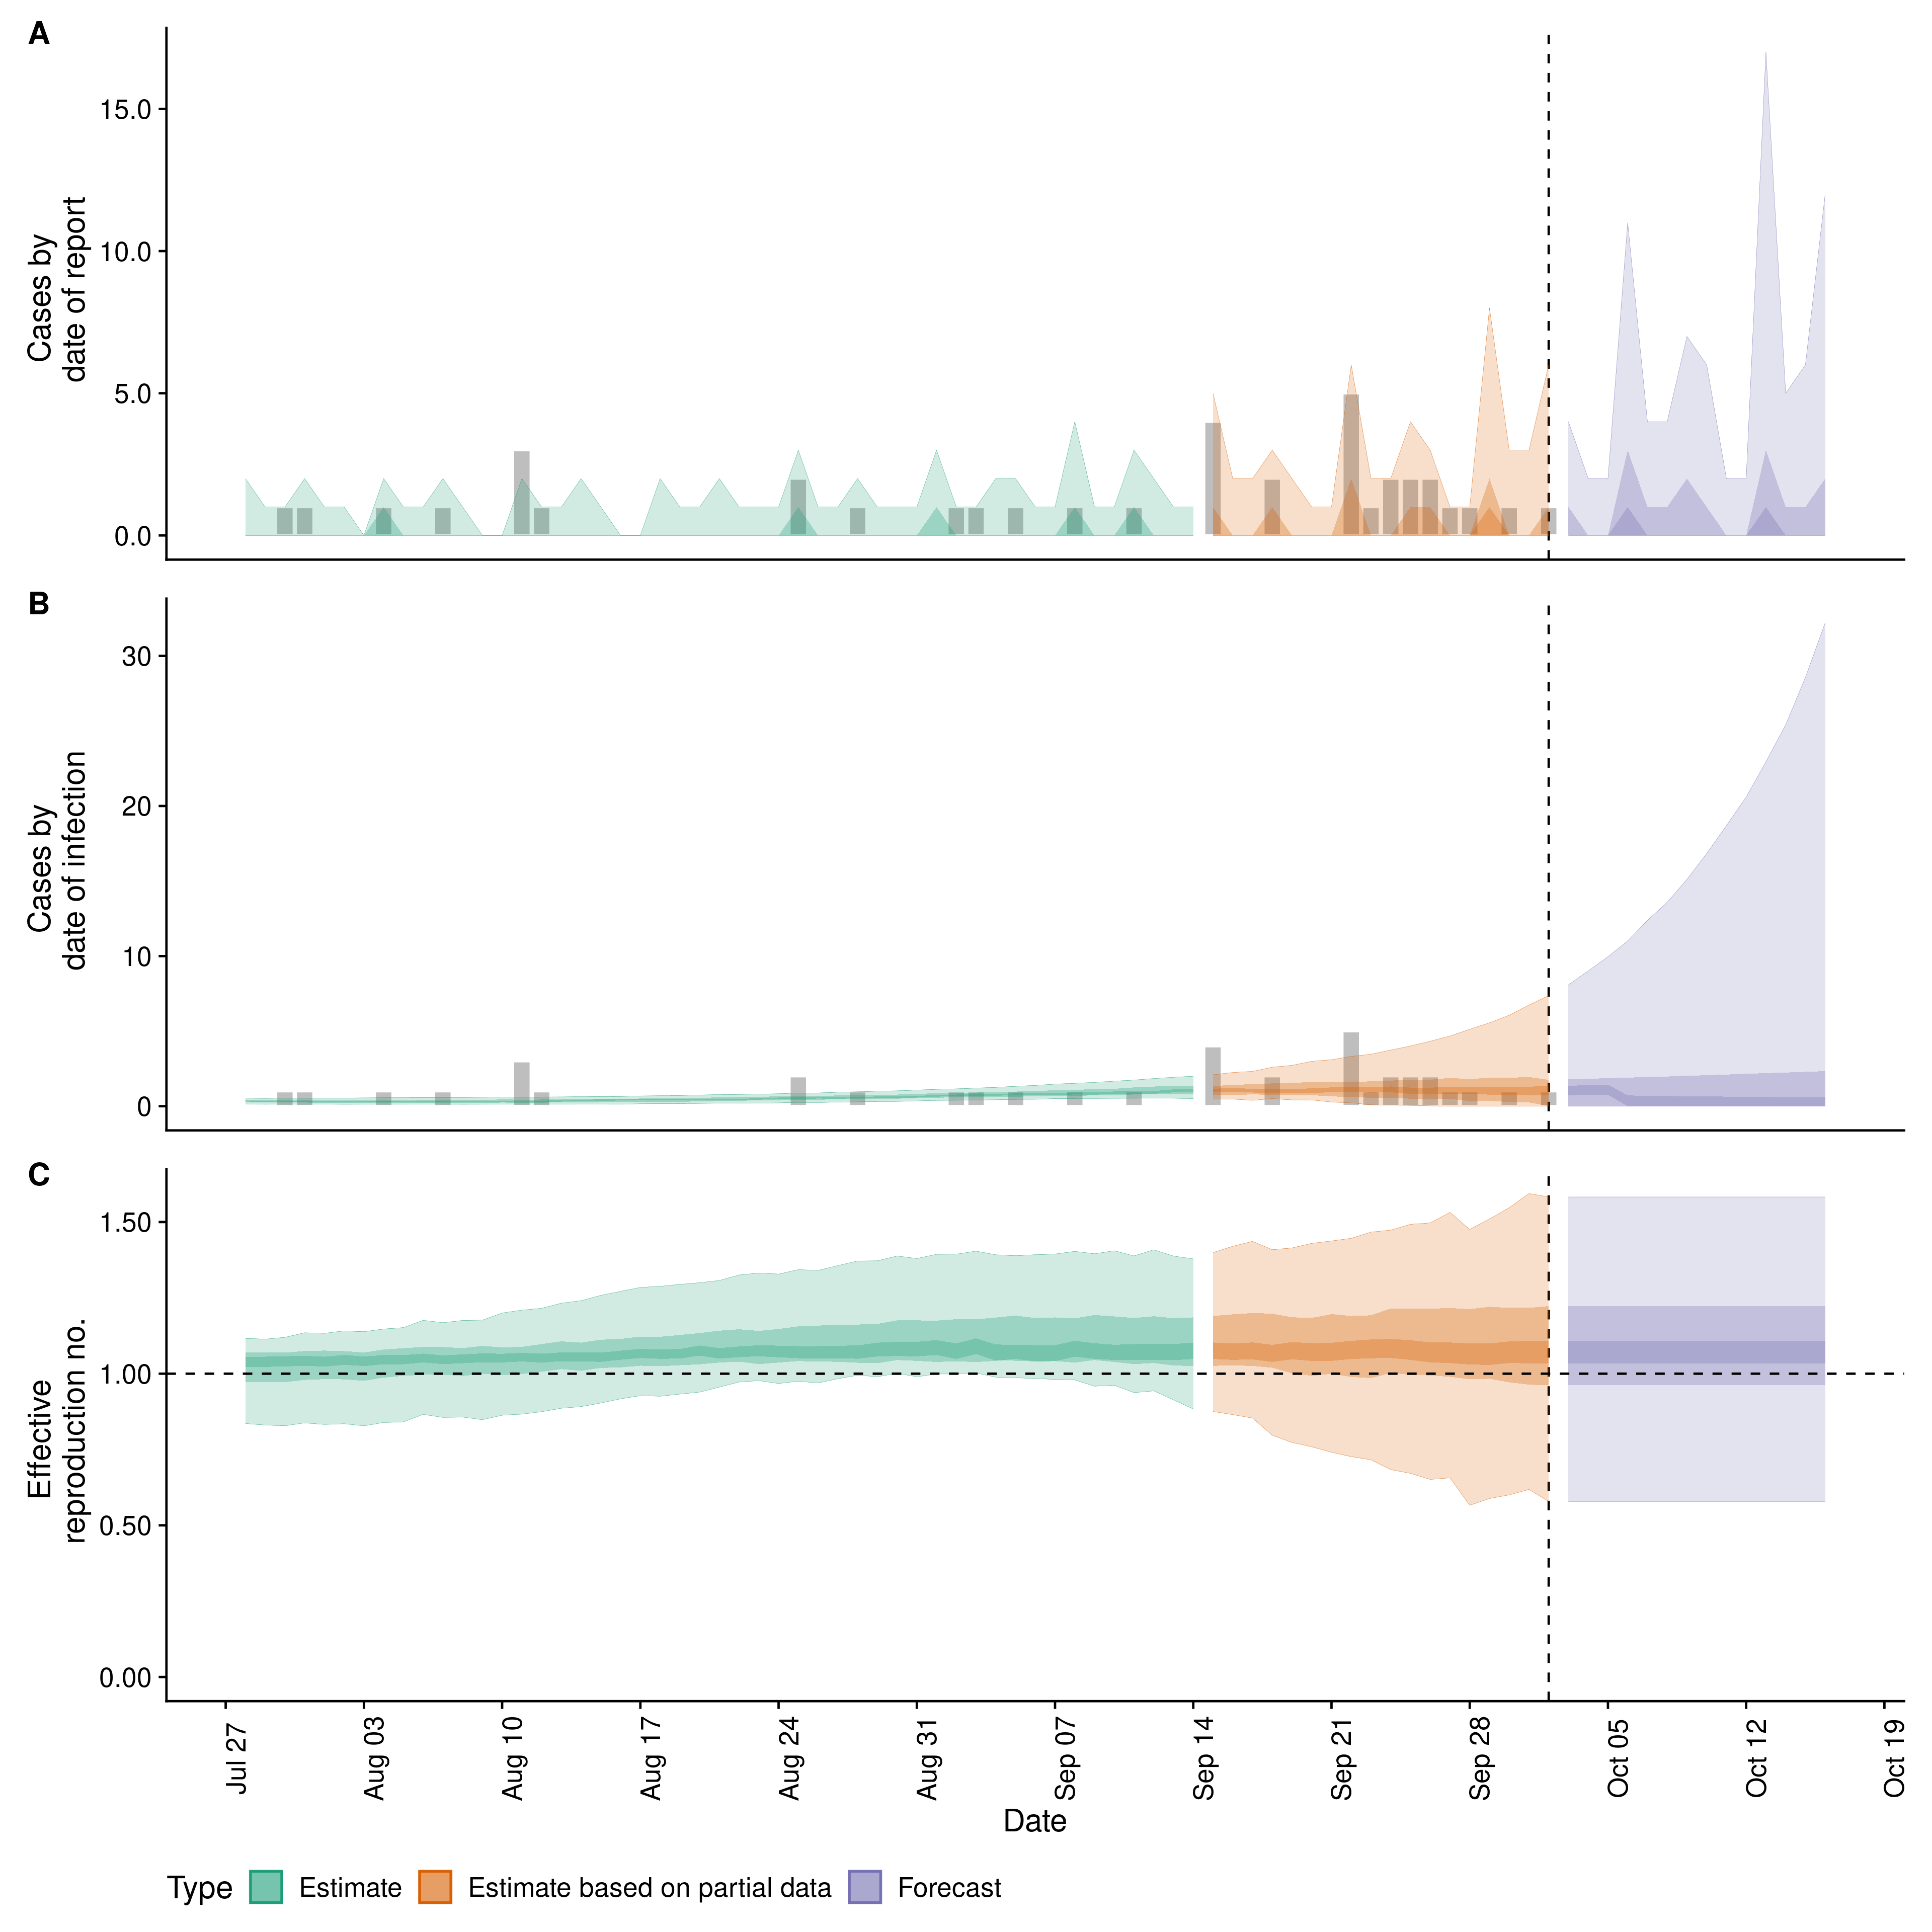 A
15.0
10.0
5.0
0.0
Cases by
date of report
B
30
20
10
0
Cases by
date of infection
C
1.50
1.00
0.50
0.00
Effective
reproduction no.
Jul 27
Aug 03
Aug 10
Aug 17
Aug 24
Aug 31
Sep 07
Sep 14
Sep 21
Sep 28
Oct 05
Oct 12
Oct 19
Date
Type Estimate Estimate based on partial data Forecast